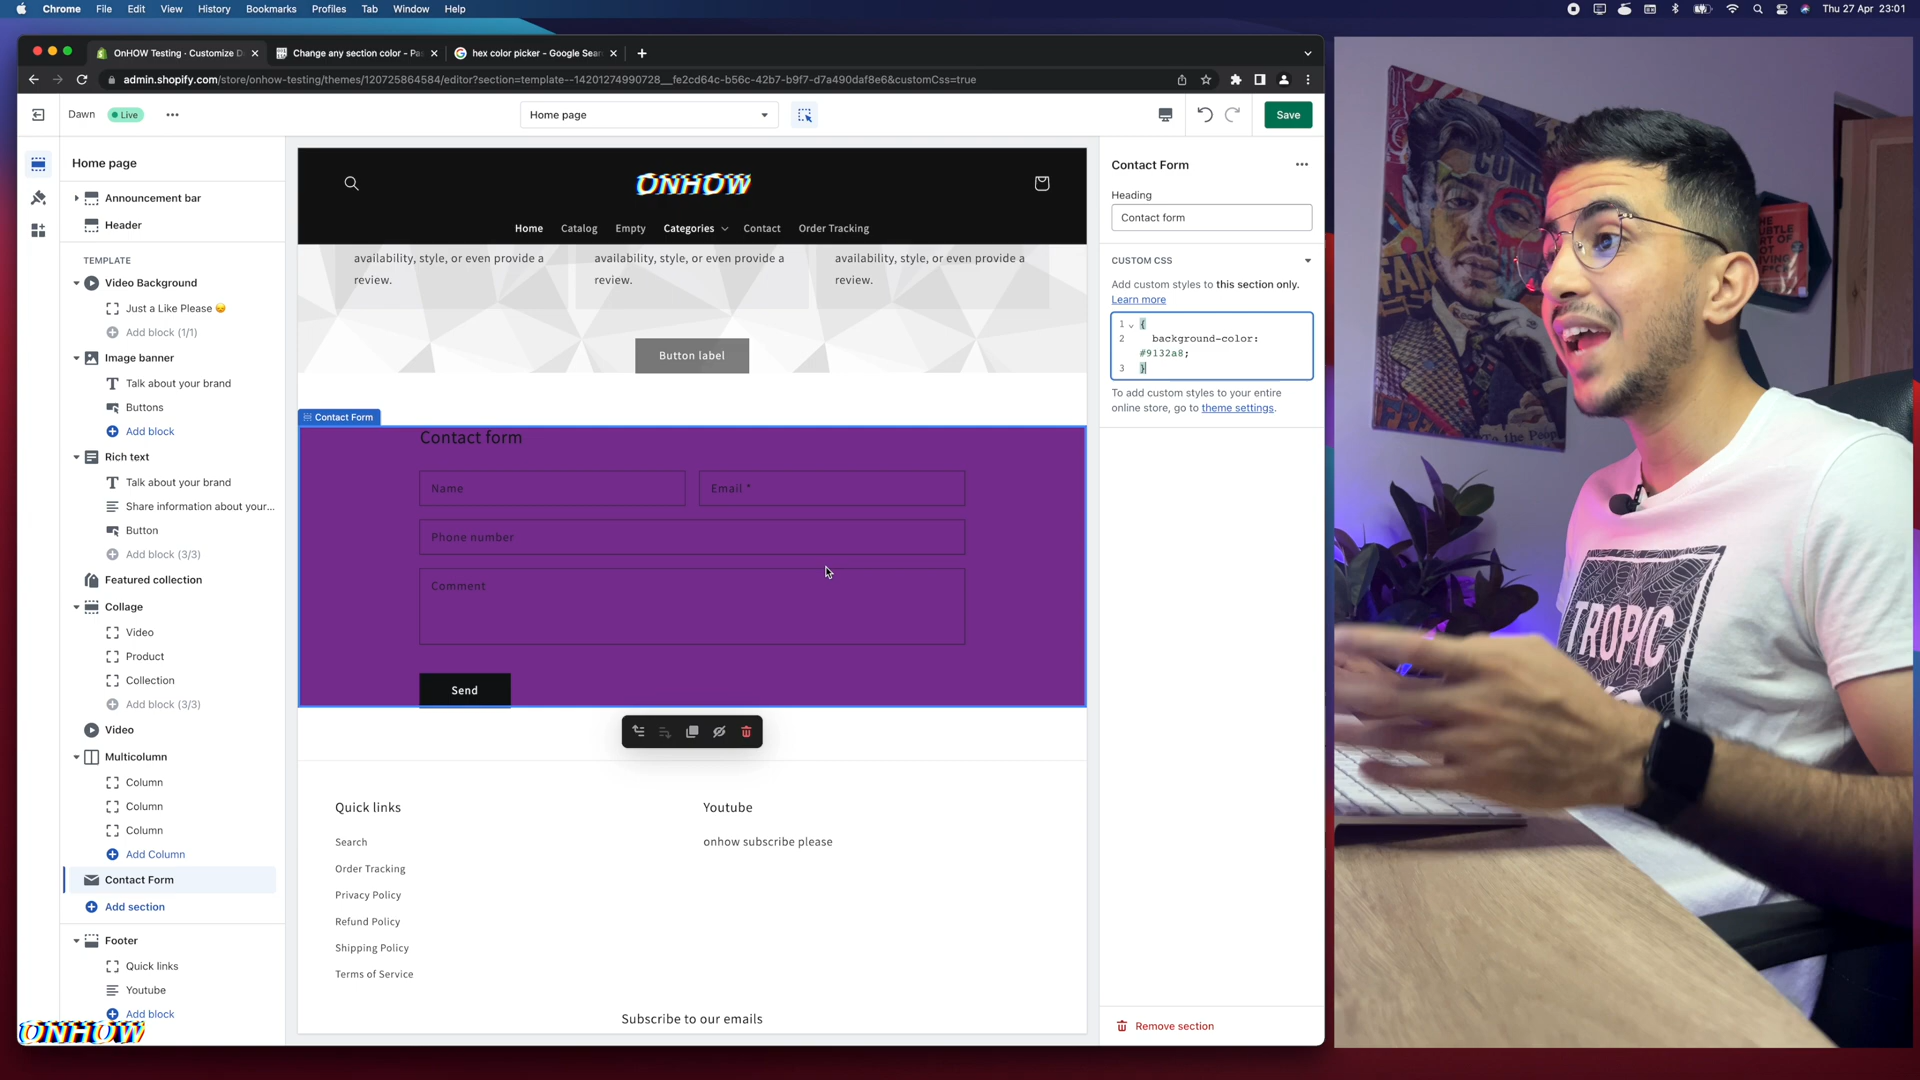 Chrome File Edit View History Bookmarks Profiles Tab Window Help
Thu 27 Apr 23:01
OnHOW Testing · Customize D
Change any section color - Pa
hex color picker - Google Sear
admin.shopify.com/store/onhow-testing/themes/120725864584/editor?section=template--14201274990728__fe2cd64c-b56c-42b7-b9f7-d7a490daf8e6&customCss=true
Dawn
Live
Home page
Save
Home page
Announcement bar
Header
TEMPLATE
Video Background
Just a Like Please
Add block (1/1)
Image banner
Talk about your brand
Buttons
Add block
Rich text
Talk about your brand
Share information about your...
Button
Add block (3/3)
Featured collection
Collage
Video
Product
Collection
Add block (3/3)
Video
Multicolumn
Column
Column
Column
Add Column
Contact Form
Add section
Footer
Quick links
Youtube
Add block
ONHOW
ONHOW
Home Catalog Empty Categories Contact Order Tracking
availability, style, or even provide a
review.
availability, style, or even provide a
review.
availability, style, or even provide a
review.
Button label
Contact Form
Contact form
Name
Email *
Phone number
Comment
Send
Quick links
Search
Order Tracking
Privacy Policy
Refund Policy
Shipping Policy
Terms of Service
Youtube
onhow subscribe please
Subscribe to our emails
Contact Form
Heading
Contact form
CUSTOM CSS
Add custom styles to this section only.
Learn more
1 {
2 background-color:
#9132a8;
3 }
To add custom styles to your entire
online store, go to theme settings.
Remove section
TROPIC